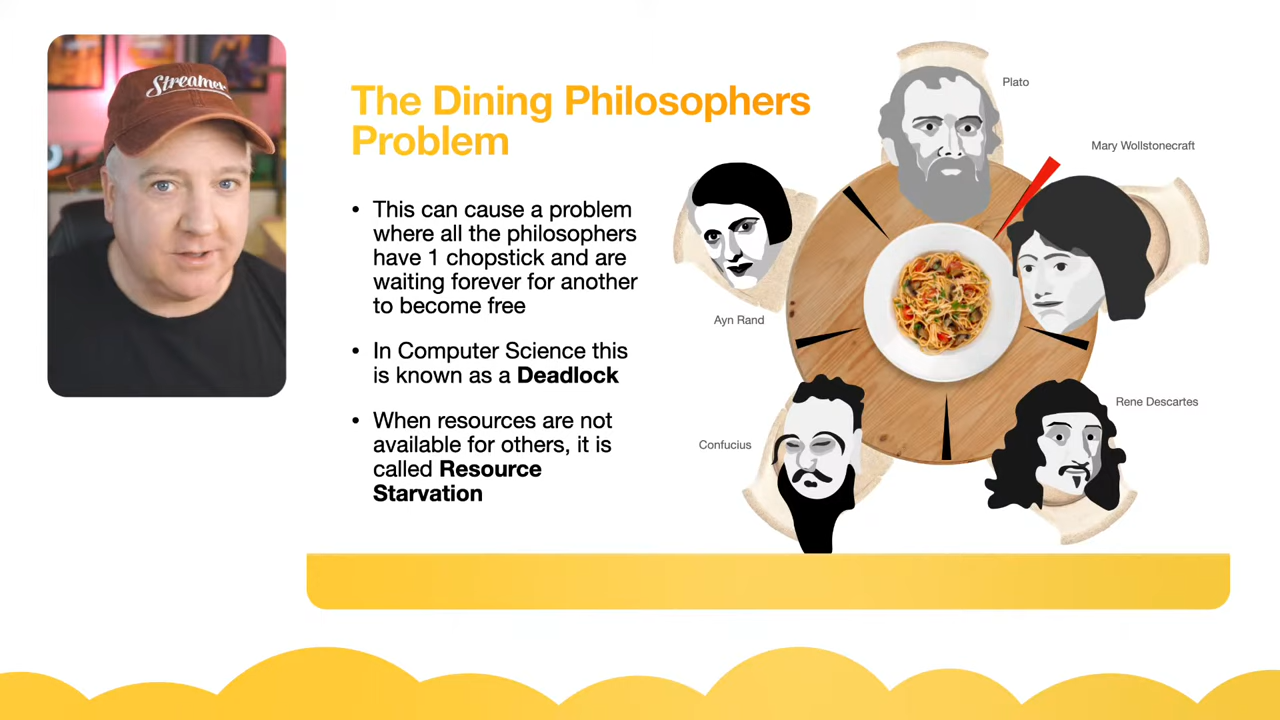 Streamer
The Dining Philosophers
Problem
• This can cause a problem
where all the philosophers
have 1 chopstick and are
waiting forever for another
to become free
• In Computer Science this
is known as a Deadlock
• When resources are not
available for others, it is
called Resource
Starvation
Plato
Mary Wollstonecraft
Ayn Rand
Rene Descartes
Confucius